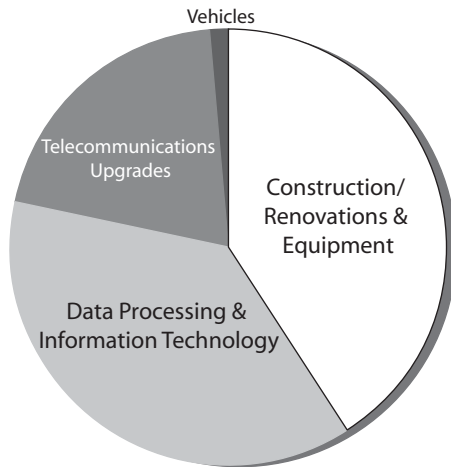 Vehicles
Telecommunications
Upgrades
Construction/
Renovations &
Equipment
Data Processing &
Information Technology